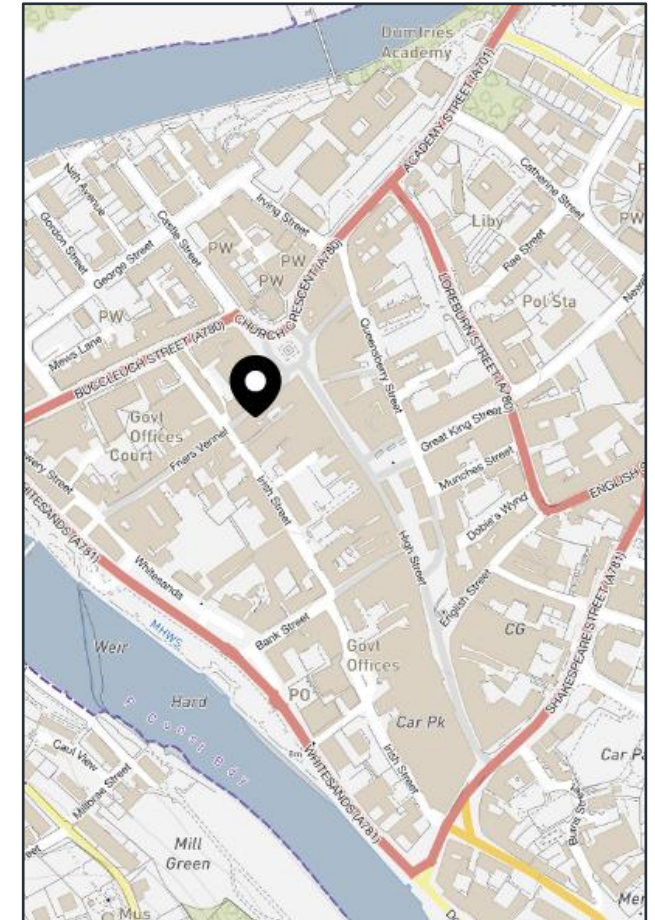 Dumfries
Academy
ACADEMY STREET (A701)
Catherine Street
Nith Avenue
Irving Street
Castle Street
Gordon Street
George Street
Liby
Rae Street
PW
PW
PW
PW
PW
Pol Sta
CHURCH CRESCENT (A780)
LOREBURN STREET (A780)
Mews Lane
BUCCLEUCH STREET (A780)
Queensberry Street
Govt
Offices
Court
Friars Vennel
Great King Street
Munches Street
ENGLISH
Irish Street
Dobie's Wynd
WHITESANDS (A781)
High Street
Whitesands
English Street
SHAKESPEARE STREET (A781)
Bank Street
MHWS
Weir
CG
Govt
Offices
Hard
PO
Car Pk
8m
WHITESANDS (A781)
Irish Street
Car
Caul View
Millbrae Street
Mill
Green
Mus